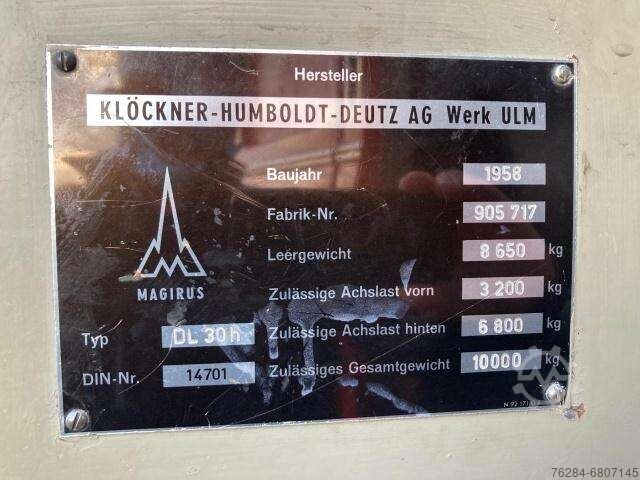 Hersteller
KLÖCKNER-HUMBOLDT-DEUTZ AG Werk ULM
Baujahr 1958
Fabrik-Nr. 905 717
Leergewicht 8 650 kg
MAGIRUS
Zulässige Achslast vorn 3 200 kg
Typ DL 30 h
Zulässige Achslast hinten 6 800 kg
DIN-Nr. 14701
Zulässiges Gesamtgewicht 10000 kg
76284-6807145